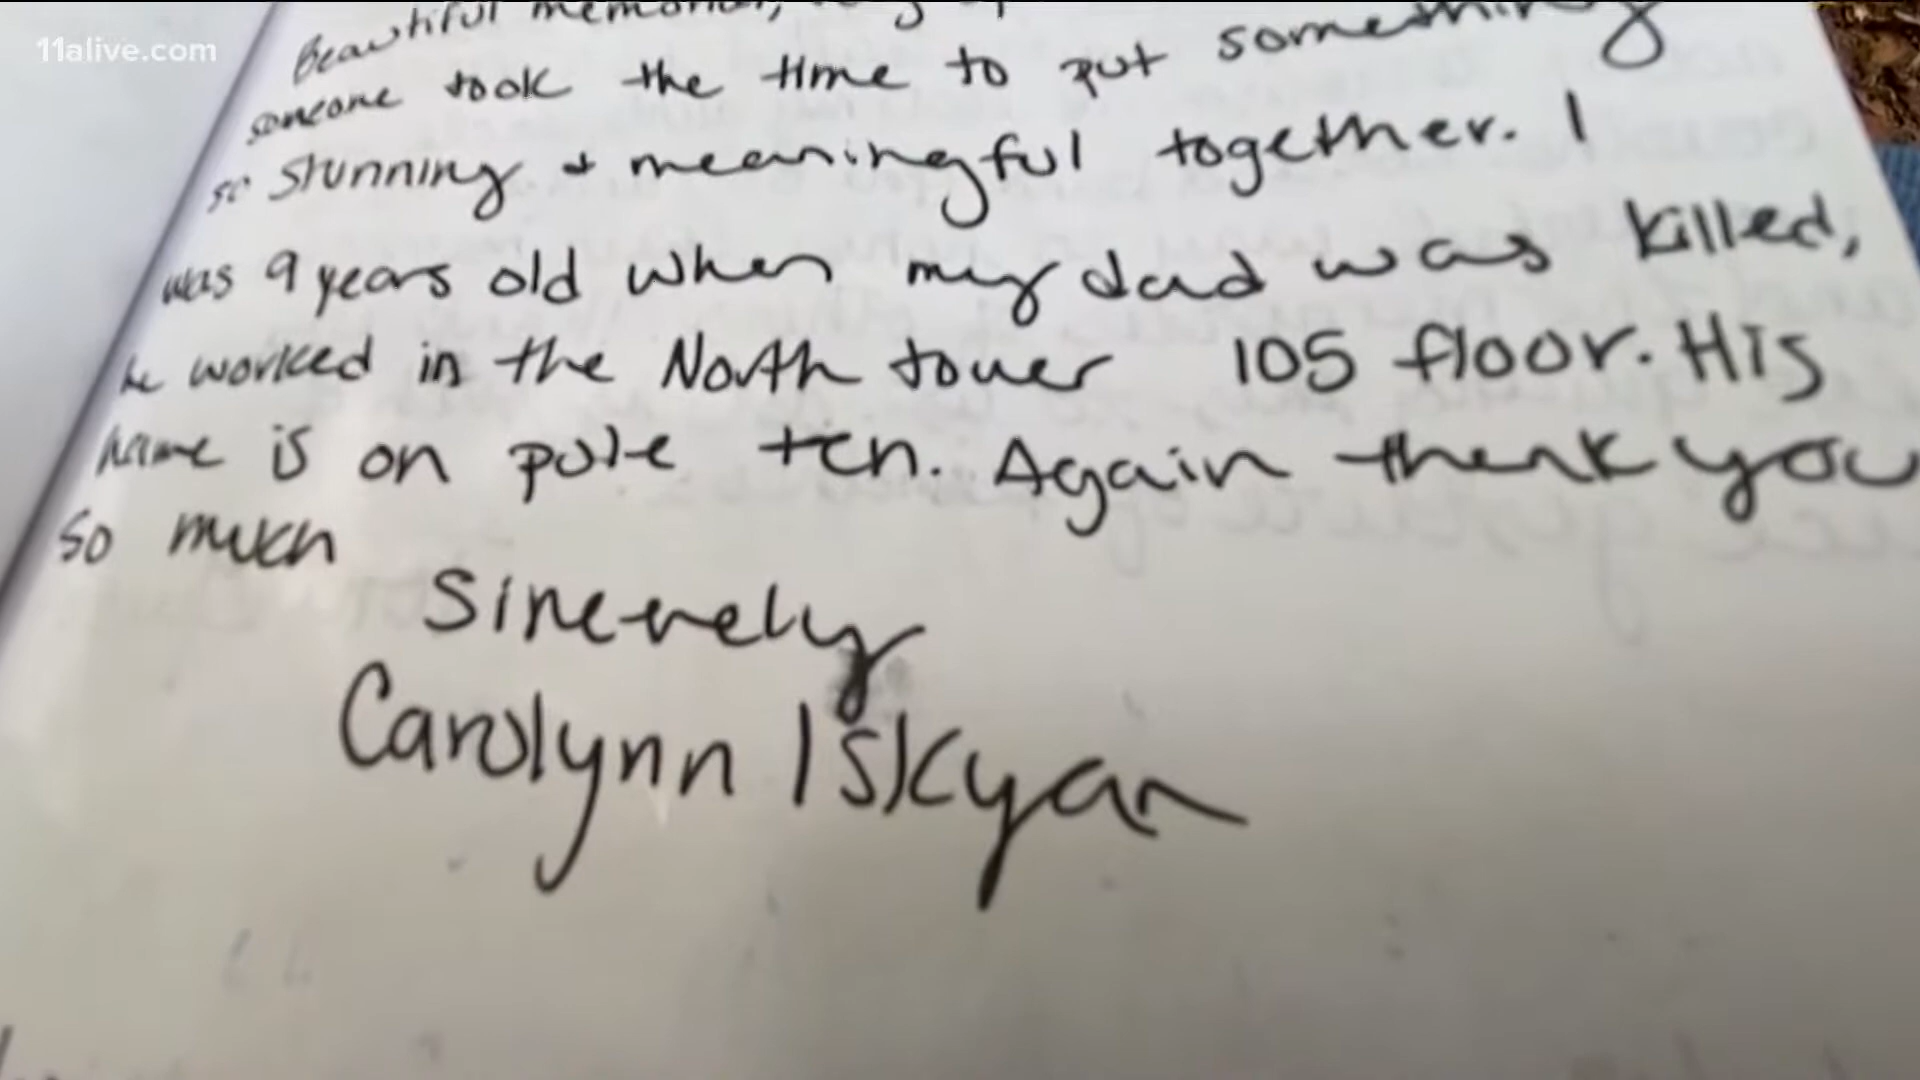 11alive.com
Beautiful
someone took the time to put something
so stunning + meaningful together. I
was 9 years old when my dad was killed,
he worked in the North tower 105 floor. His
name is on pole ten. Again thank you
so much
Sincerely
Carolynn Iskyan